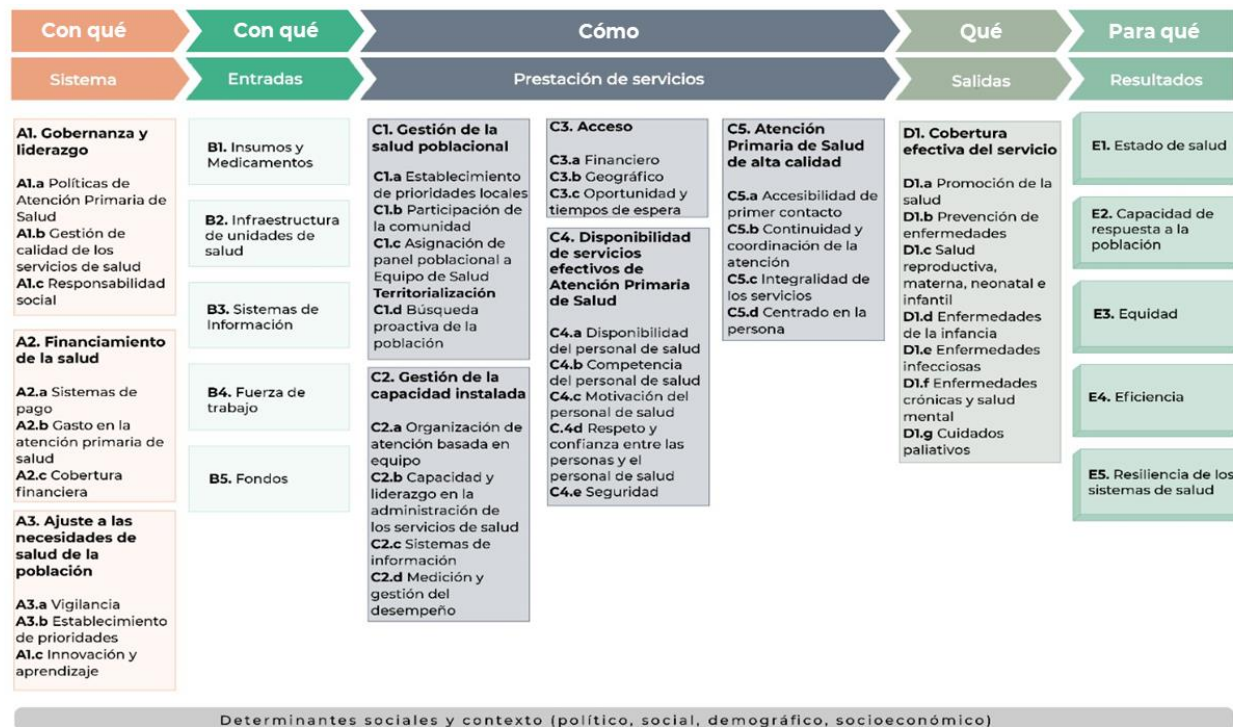 Con qué
Con qué
Cómo
Qué
Para qué
Sistema
Entradas
Prestación de servicios
Salidas
Resultados
A1. Gobernanza y
liderazgo
A1.a Políticas de
Atención Primaria de
Salud
A1.b Gestión de
calidad de los
servicios de salud
A1.c Responsabilidad
social
A2. Financiamiento
de la salud
A2.a Sistemas de
pago
A2.b Gasto en la
atención primaria de
salud
A2.c Cobertura
financiera
A3. Ajuste a las
necesidades de
salud de la
población
A3.a Vigilancia
A3.b Establecimiento
de prioridades
A1.c Innovación y
aprendizaje
B1. Insumos y
Medicamentos
B2. Infraestructura
de unidades de
salud
B3. Sistemas de
Información
B4. Fuerza de
trabajo
B5. Fondos
C1. Gestión de la
salud poblacional
C1.a Establecimiento
de prioridades locales
C1.b Participación de
la comunidad
C1.c Asignación de
panel poblacional a
Equipo de Salud
Territorialización
C1.d Búsqueda
proactiva de la
población
C2. Gestión de la
capacidad instalada
C2.a Organización de
atención basada en
equipo
C2.b Capacidad y
liderazgo en la
administración de
los servicios de salud
C2.c Sistemas de
información
C2.d Medición y
gestión del
desempeño
C3. Acceso
C3.a Financiero
C3.b Geográfico
C3.c Oportunidad y
tiempos de espera
C4. Disponibilidad
de servicios
efectivos de
Atención Primaria
de Salud
C4.a Disponibilidad
del personal de salud
C4.b Competencia
del personal de salud
C4.c Motivación del
personal de salud
C.4d Respeto y
confianza entre las
personas y el
personal de salud
C4.e Seguridad
C5. Atención
Primaria de Salud
de alta calidad
C5.a Accesibilidad de
primer contacto
C5.b Continuidad y
coordinación de la
atención
C5.c Integralidad de
los servicios
C5.d Centrado en la
persona
D1. Cobertura
efectiva del servicio
D1.a Promoción de la
salud
D1.b Prevención de
enfermedades
D1.c Salud
reproductiva,
materna, neonatal e
infantil
D1.d Enfermedades
de la infancia
D1.e Enfermedades
infecciosas
D1.f Enfermedades
crónicas y salud
mental
D1.g Cuidados
paliativos
E1. Estado de salud
E2. Capacidad de
respuesta a la
población
E3. Equidad
E4. Eficiencia
E5. Resiliencia de los
sistemas de salud
Determinantes sociales y contexto (político, social, demográfico, socioeconómico)